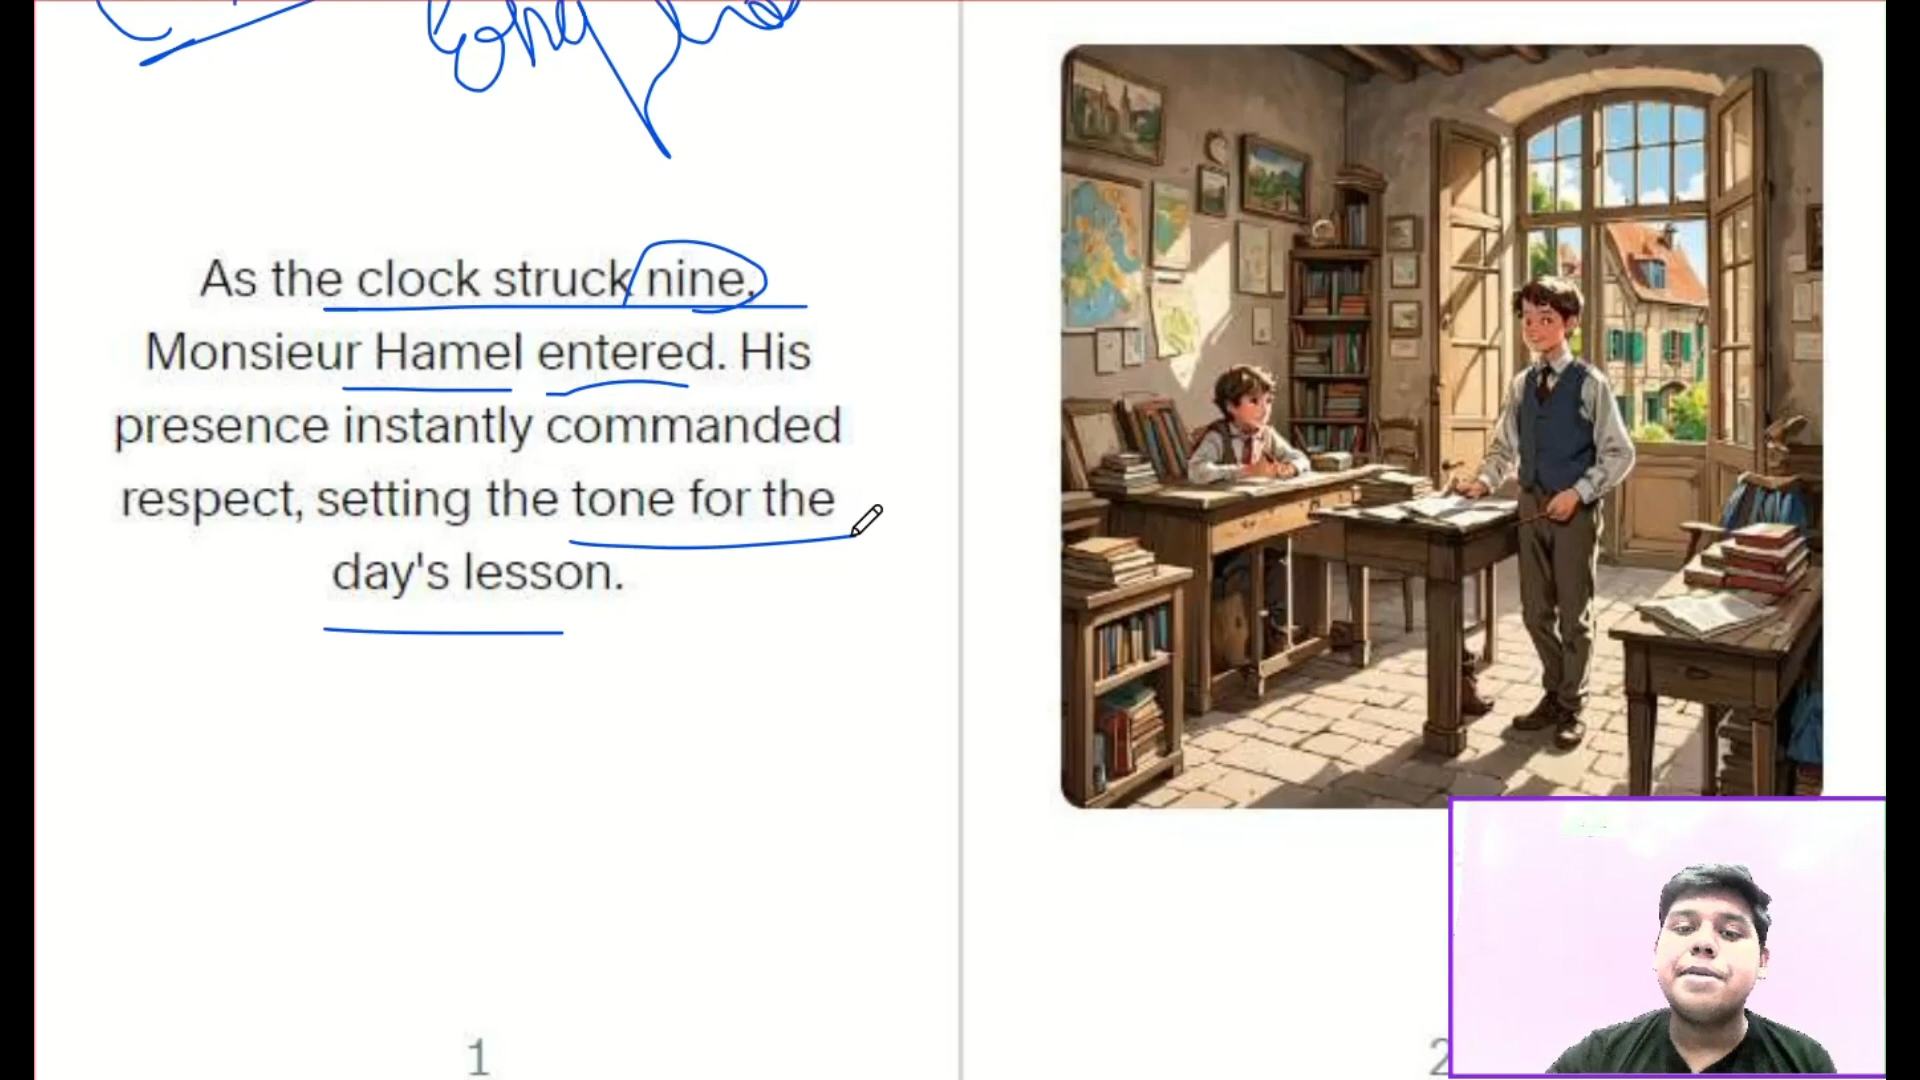 As the clock struck nine,
Monsieur Hamel entered. His
presence instantly commanded
respect, setting the tone for the
day's lesson.
1
2